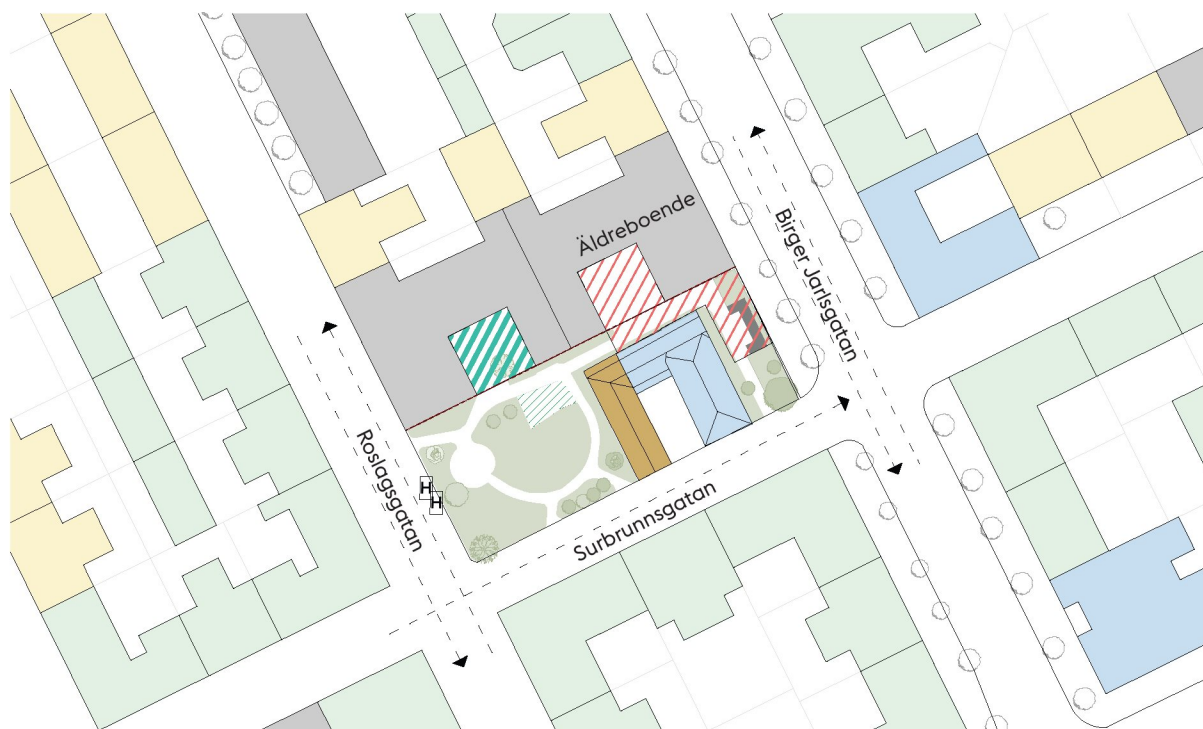 Äldreboende
Birger Jarlsgatan
Roslagsgatan
H
H
Surbrunnsgatan